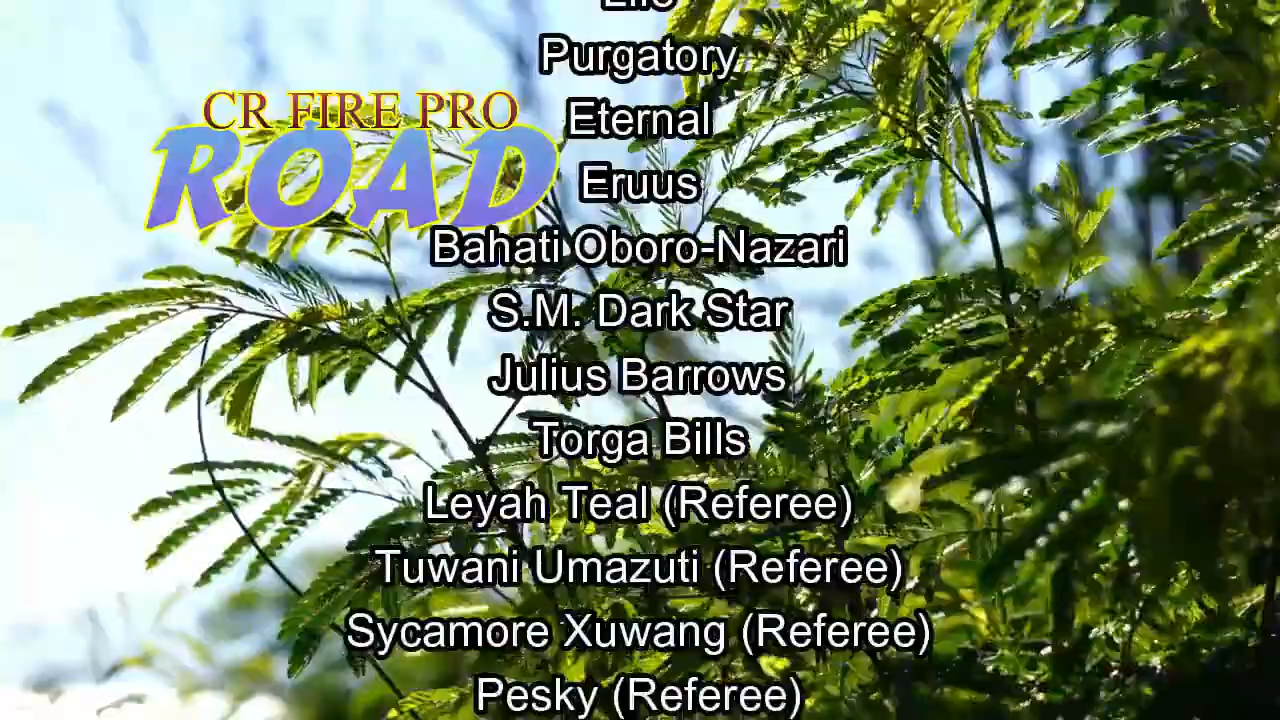 Purgatory
CR FIRE PRO
ROAD
Eternal
Eruus
Bahati Oboro-Nazari
S.M. Dark Star
Julius Barrows
Torga Bills
Leyah Teal (Referee)
Tuwani Umazuti (Referee)
Sycamore Xuwang (Referee)
Pesky (Referee)